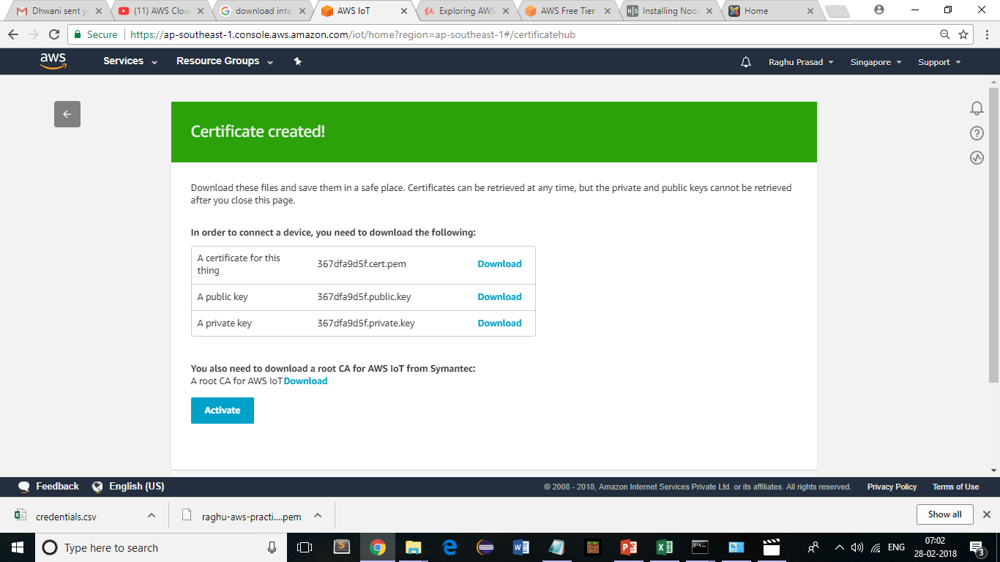 Dhwani sent yo
(11) AWS Clou
download inte
AWS IoT
Exploring AWS
AWS Free Tier
N|S Installing Node
Home
Secure https://ap-southeast-1.console.aws.amazon.com/iot/home?region=ap-southeast-1#/certificatehub
aws Services Resource Groups Raghu Prasad Singapore Support
Certificate created!
Download these files and save them in a safe place. Certificates can be retrieved at any time, but the private and public keys cannot be retrieved
after you close this page.
In order to connect a device, you need to download the following:
A certificate for this
thing
367dfa9d5f.cert.pem Download
A public key 367dfa9d5f.public.key Download
A private key 367dfa9d5f.private.key Download
You also need to download a root CA for AWS IoT from Symantec:
A root CA for AWS IoTDownload
Activate
Feedback English (US) © 2008 - 2018, Amazon Internet Services Private Ltd. or its affiliates. All rights reserved. Privacy Policy Terms of Use
credentials.csv raghu-aws-practi....pem Show all
Type here to search
ENG
07:02
28-02-2018
3